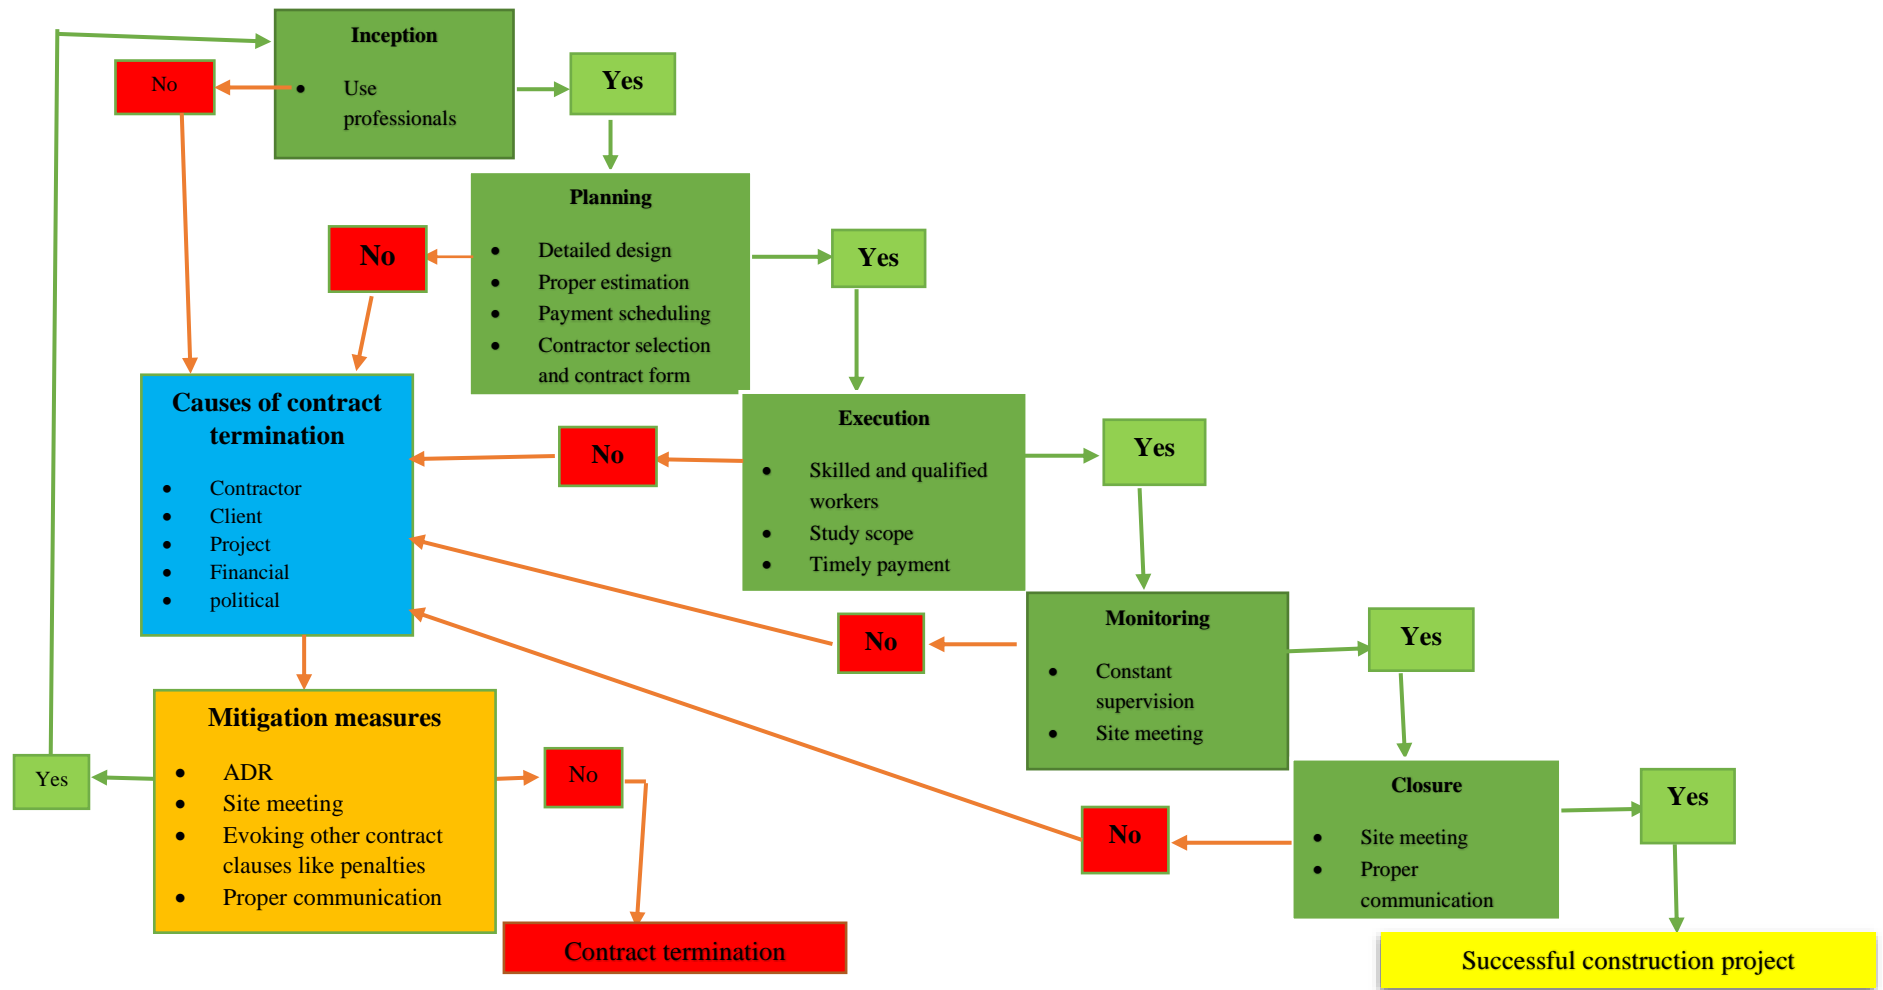 Inception
• Use
professionals
No
Yes
Planning
• Detailed design
• Proper estimation
• Payment scheduling
• Contractor selection
and contract form
No
Yes
Causes of contract
termination
• Contractor
• Client
• Project
• Financial
• political
No
Execution
• Skilled and qualified
workers
• Study scope
• Timely payment
Yes
No
Monitoring
• Constant
supervision
• Site meeting
Yes
Mitigation measures
• ADR
• Site meeting
• Evoking other contract
clauses like penalties
• Proper communication
Yes
No
Contract termination
No
Closure
• Site meeting
• Proper
communication
Yes
Successful construction project